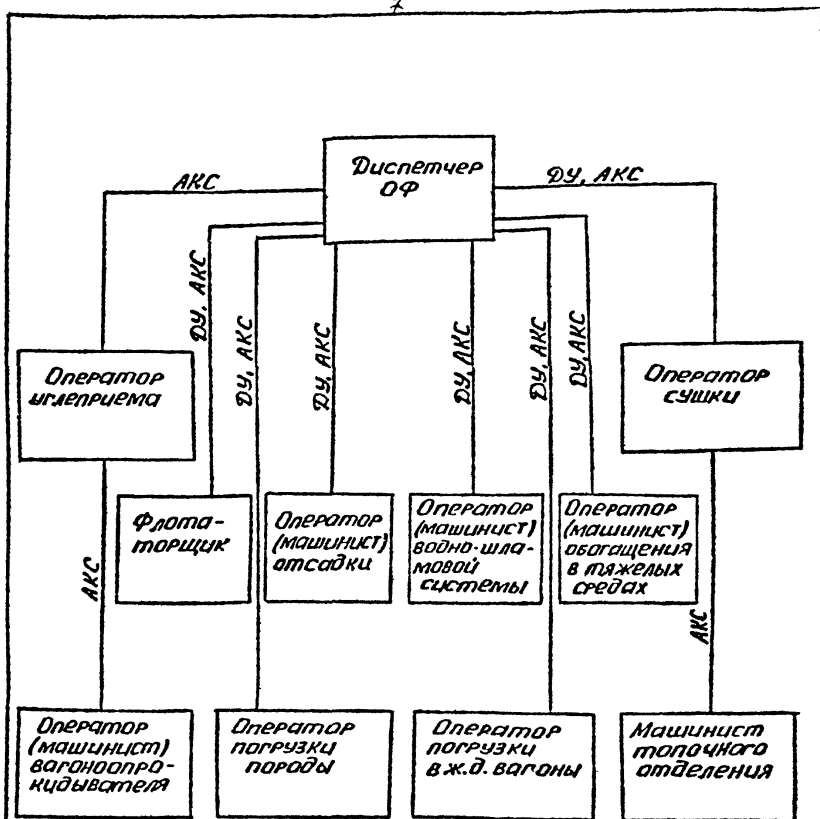 Диспетчер
ОФ
АКС
ДУ, АКС
ДУ, АКС
ДУ, АКС
ДУ, АКС
ДУ, АКС
ДУ, АКС
ДУ, АКС
Оператор
углеприема
Оператор
сушки
Флота-
торщик
Оператор
(машинист)
отсадки
Оператор
(машинист)
водно-шла-
мовой
системы
Оператор
(машинист)
обогащения
в тяжелых
средах
АКС
АКС
Оператор
(машинист)
вагоноопро-
кидывателя
Оператор
погрузки
породы
Оператор
погрузки
в ж.д. вагоны
Машинист
топочного
отделения